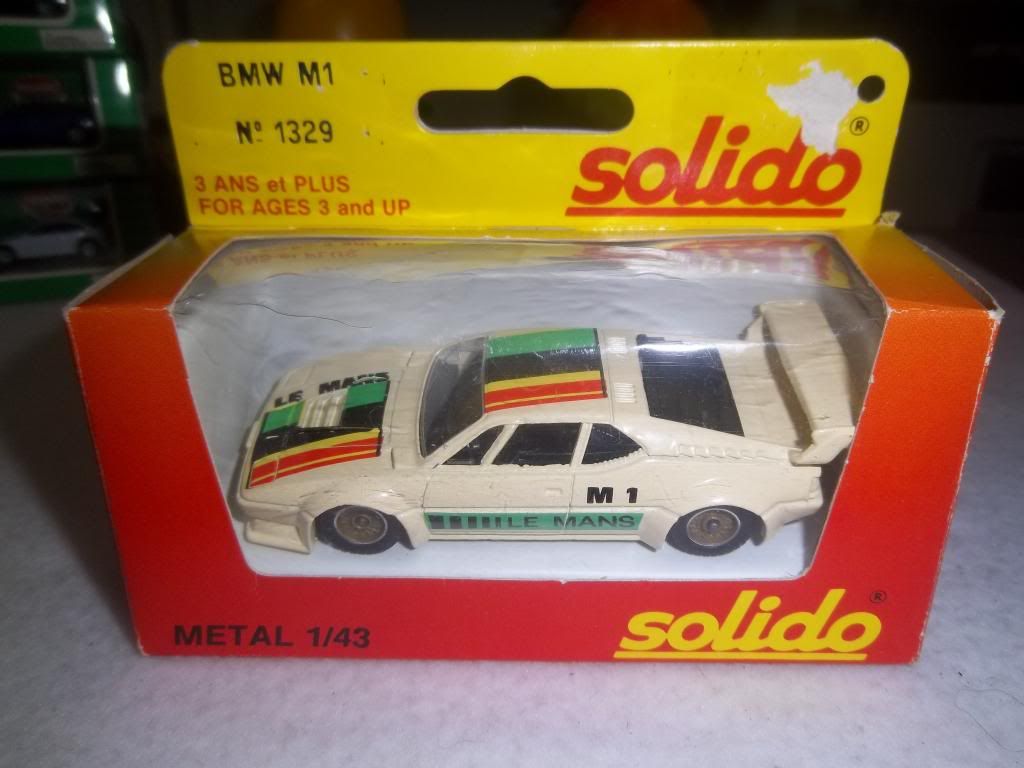 BMW M1
Nº 1329
solido®
3 ANS et PLUS
FOR AGES 3 and UP
LE MANS
M 1
LE MANS
METAL 1/43
solido®